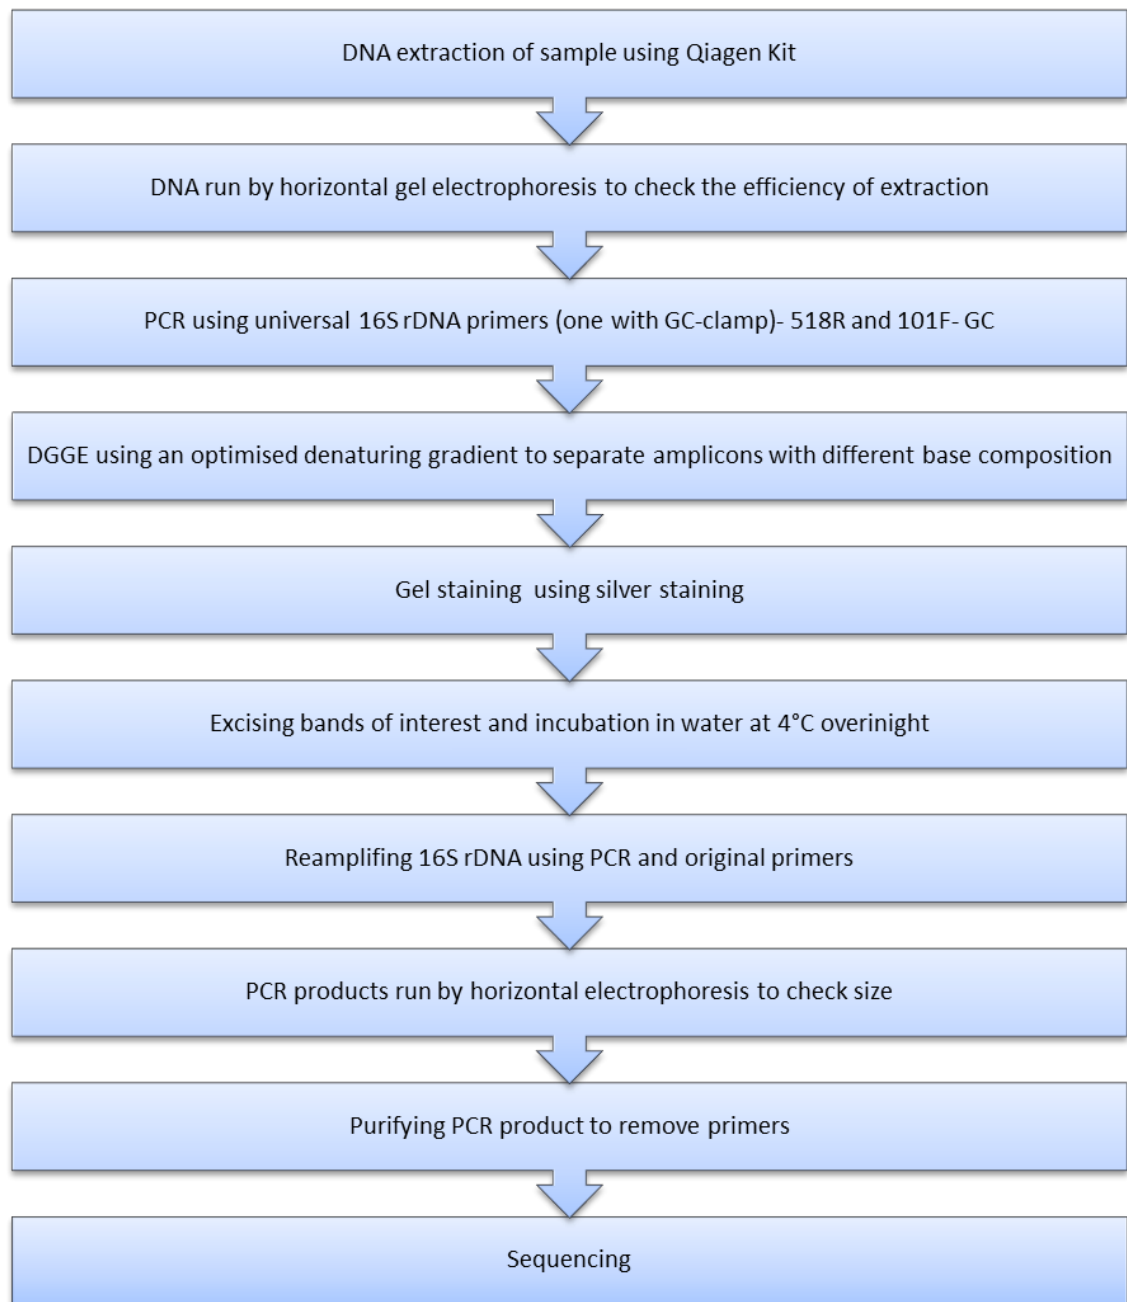 DNA extraction of sample using Qiagen Kit
DNA run by horizontal gel electrophoresis to check the efficiency of extraction
PCR using universal 16S rDNA primers (one with GC-clamp)- 518R and 101F- GC
DGGE using an optimised denaturing gradient to separate amplicons with different base composition
Gel staining  using silver staining
Excising bands of interest and incubation in water at 4°C overinight
Reamplifing 16S rDNA using PCR and original primers
PCR products run by horizontal electrophoresis to check size
Purifying PCR product to remove primers
Sequencing